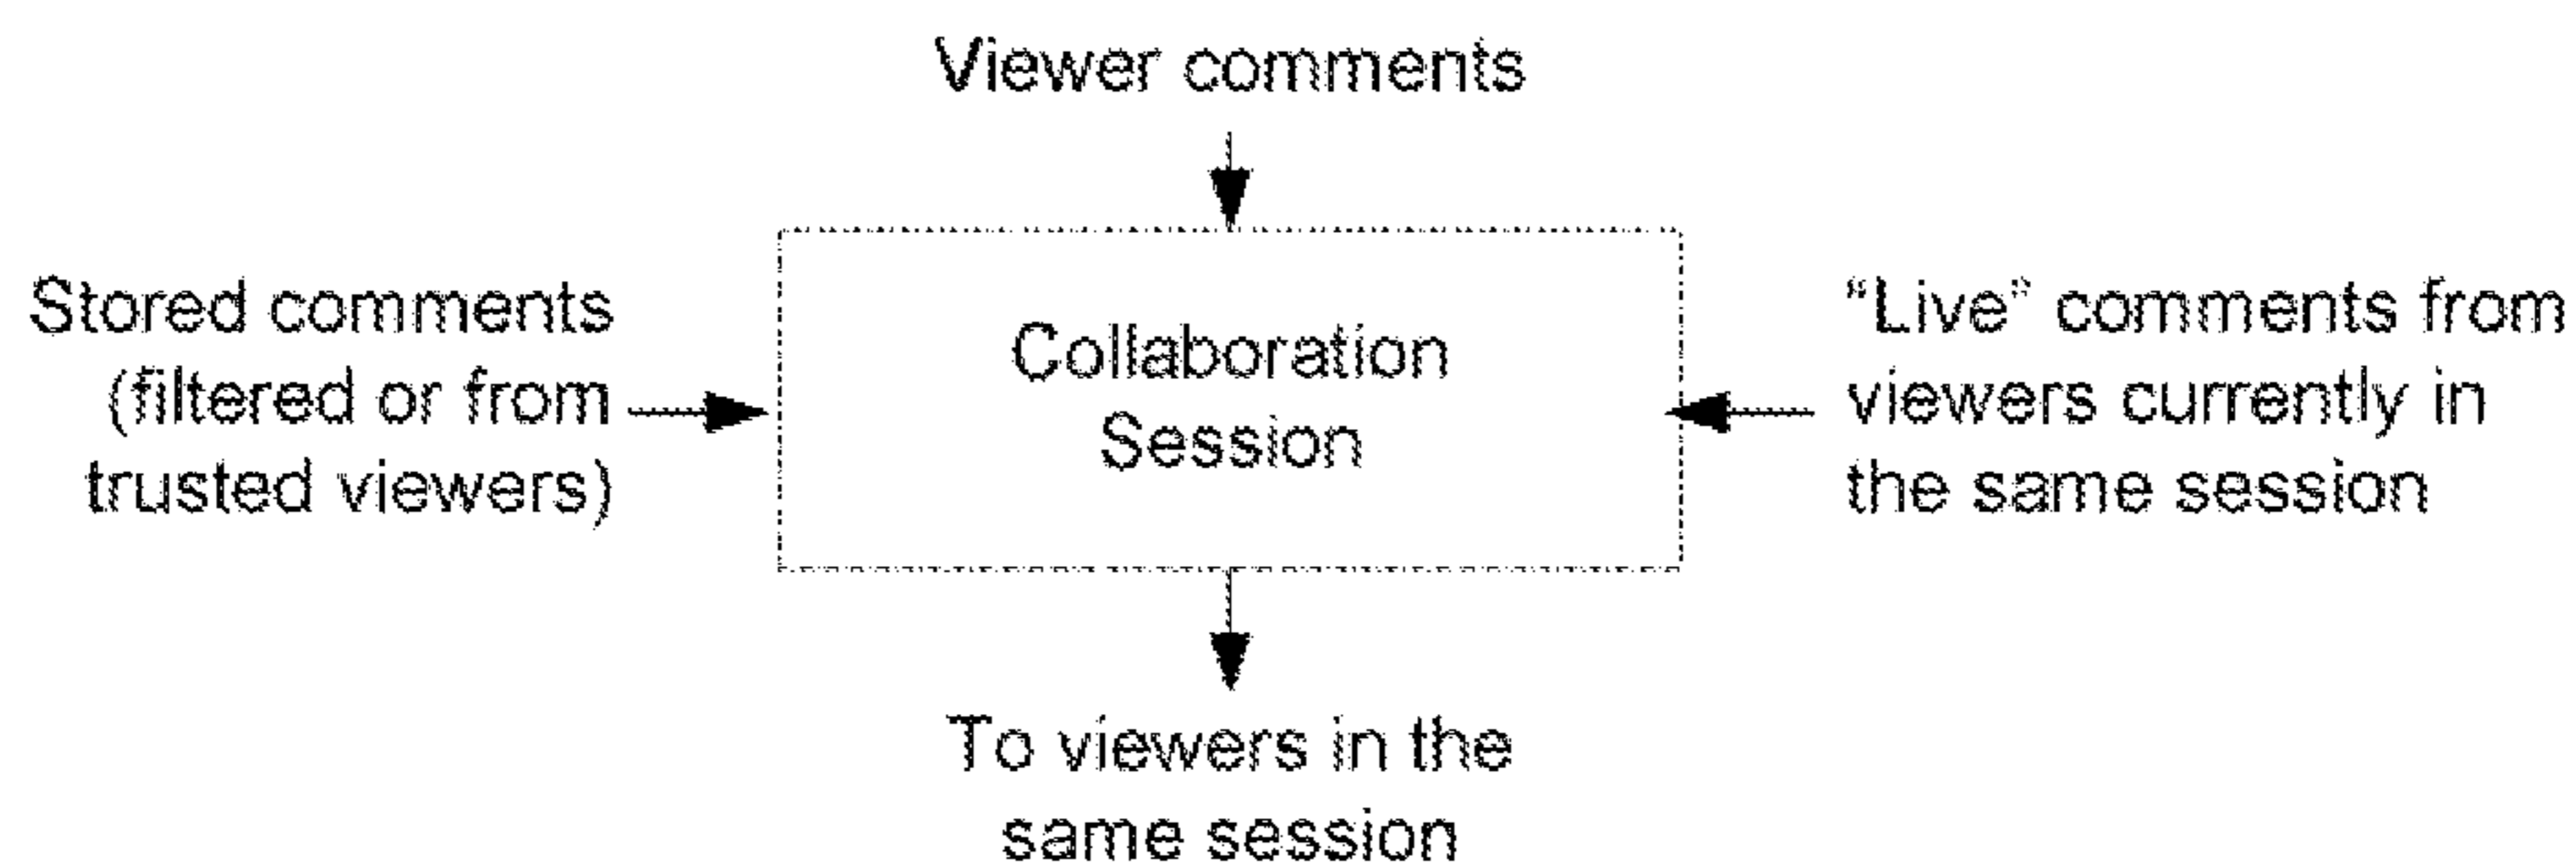 Viewer comments
Stored comments
(filtered or from
trusted viewers)
Collaboration
Session
“Live” comments from
viewers currently in
the same session
To viewers in the
same session